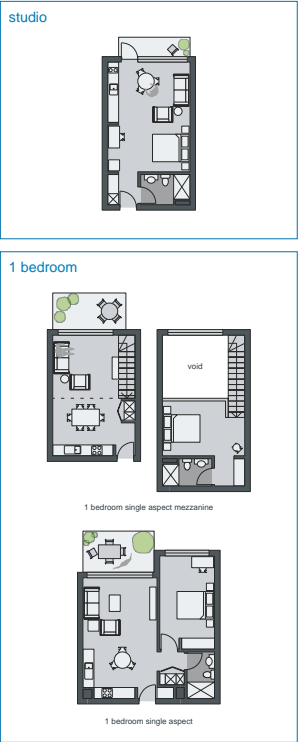 studio
1 bedroom
void
1 bedroom single aspect mezzanine
1 bedroom single aspect